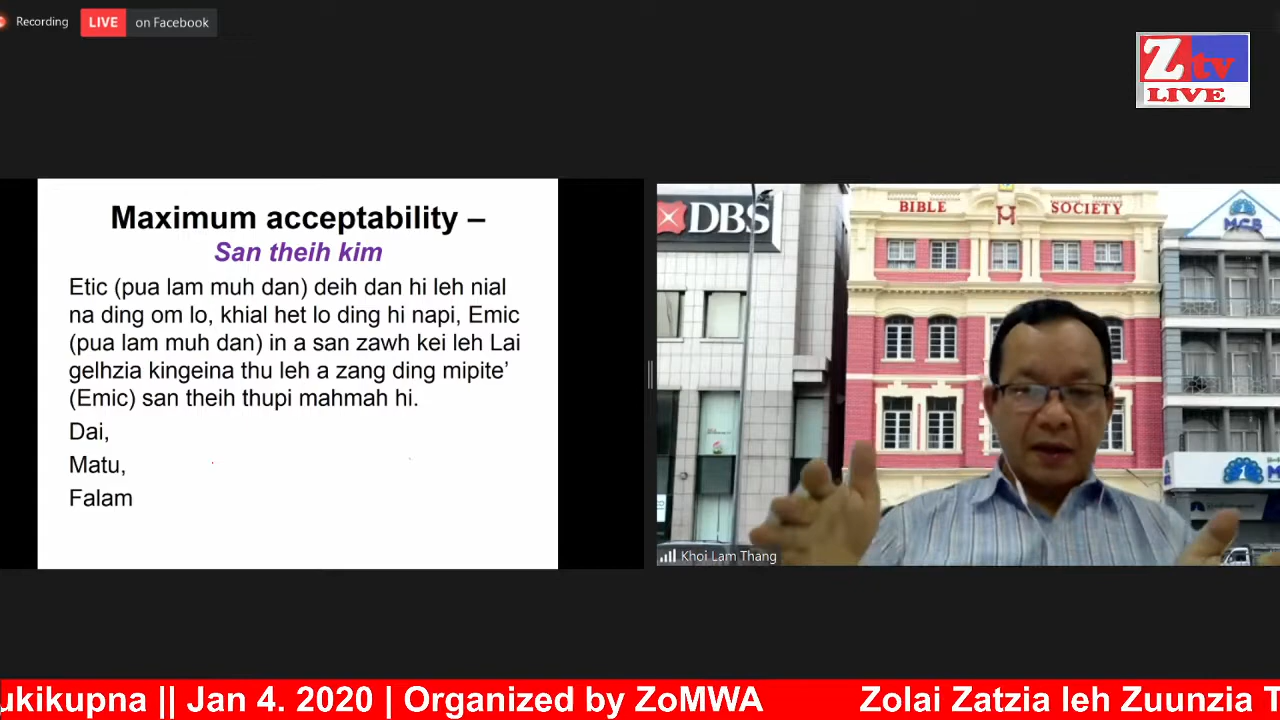 Recording
LIVE on Facebook
Z tv
LIVE
Maximum acceptability –
San theih kim
Etic (pua lam muh dan) deih dan hi leh nial
na ding om lo, khial het lo ding hi napi, Emic
(pua lam muh dan) in a san zawh kei leh Lai
gelhzia kingeina thu leh a zang ding mipite’
(Emic) san theih thupi mahmah hi.
Dai,
Matu,
Falam
DBS
BIBLE SOCIETY
MCB
Khoi Lam Thang
ukikupna || Jan 4. 2020 | Organized by ZoMWA Zolai Zatzia leh Zuunzia T